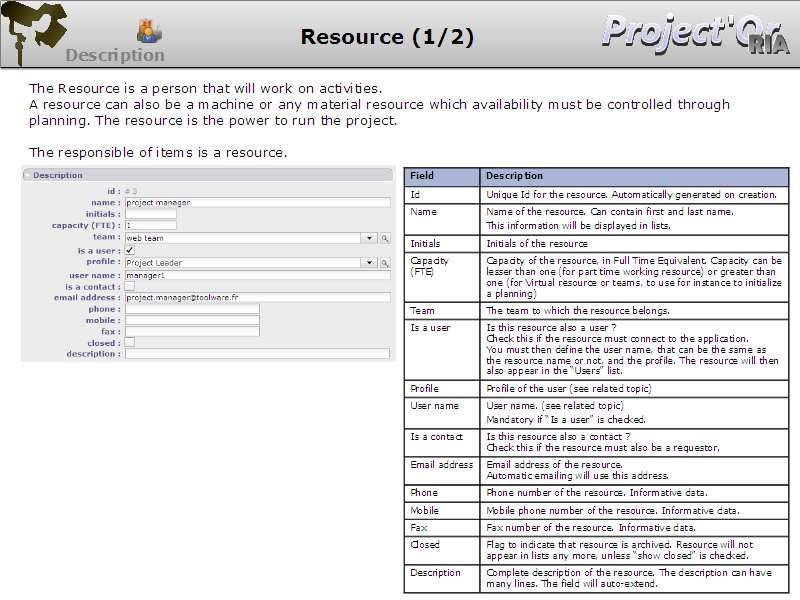 Description
Resource (1/2)
Project'Or
RIA
The Resource is a person that will work on activities.
A resource can also be a machine or any material resource which availability must be controlled through
planning. The resource is the power to run the project.
The responsible of items is a resource.
Description
id : # 3
name : project manager
initials :
capacity (FTE) : 1
team : web team
is a user :
profile : Project Leader
user name : manager1
is a contact :
email address : project.manager@toolware.fr
phone :
mobile :
fax :
closed :
description :
Field Description
Id Unique Id for the resource. Automatically generated on creation.
Name Name of the resource. Can contain first and last name.
This information will be displayed in lists.
Initials Initials of the resource
Capacity Capacity of the resource, in Full Time Equivalent. Capacity can be
(FTE) lesser than one (for part time working resource) or greater than
one (for Virtual resource or teams, to use for instance to initialize
a planning)
Team The team to which the resource belongs.
Is a user Is this resource also a user ?
Check this if the resource must connect to the application.
You must then define the user name, that can be the same as
the resource name or not, and the profile. The resource will then
also appear in the "Users" list.
Profile Profile of the user (see related topic)
User name User name. (see related topic)
Mandatory if "Is a user" is checked.
Is a contact Is this resource also a contact ?
Check this if the resource must also be a requestor.
Email address Email address of the resource.
Automatic emailing will use this address.
Phone Phone number of the resource. Informative data.
Mobile Mobile phone number of the resource. Informative data.
Fax Fax number of the resource. Informative data.
Closed Flag to indicate that resource is archived. Resource will not
appear in lists any more, unless "show closed" is checked.
Description Complete description of the resource. The description can have
many lines. The field will auto-extend.